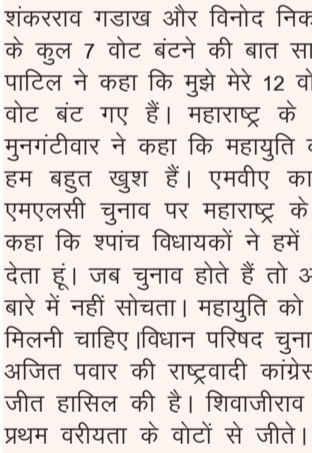 शंकरराव गडाख और विनोद निक
के कुल 7 वोट बंटने की बात सा
पाटिल ने कहा कि मुझे मेरे 12 वो
वोट बंट गए हैं। महाराष्ट्र के
मुनगंटीवार ने कहा कि महायुति
हम बहुत खुश हैं। एमवीए का
एमएलसी चुनाव पर महाराष्ट्र के
कहा कि श्पांच विधायकों ने हमें
देता हूं। जब चुनाव होते हैं तो अ
बारे में नहीं सोचता। महायुति को
मिलनी चाहिए।विधान परिषद चुना
अजित पवार की राष्ट्रवादी कांग्रेस
जीत हासिल की है। शिवाजीराव
प्रथम वरीयता के वोटों से जीते।